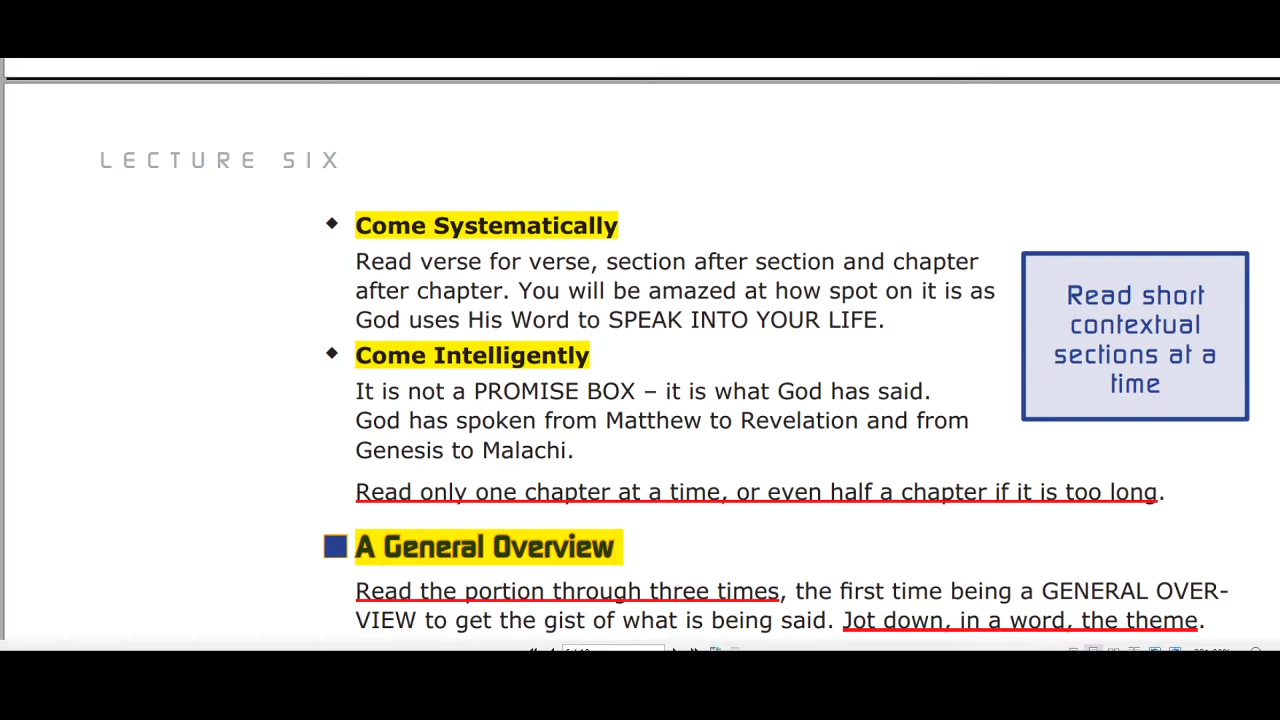 LECTURE SIX
Come Systematically
Read verse for verse, section after section and chapter
after chapter. You will be amazed at how spot on it is as
God uses His Word to SPEAK INTO YOUR LIFE.
Come Intelligently
It is not a PROMISE BOX – it is what God has said.
God has spoken from Matthew to Revelation and from
Genesis to Malachi.
Read only one chapter at a time, or even half a chapter if it is too long.
Read short
contextual
sections at a
time
A General Overview
Read the portion through three times, the first time being a GENERAL OVER-
VIEW to get the gist of what is being said. Jot down, in a word, the theme.